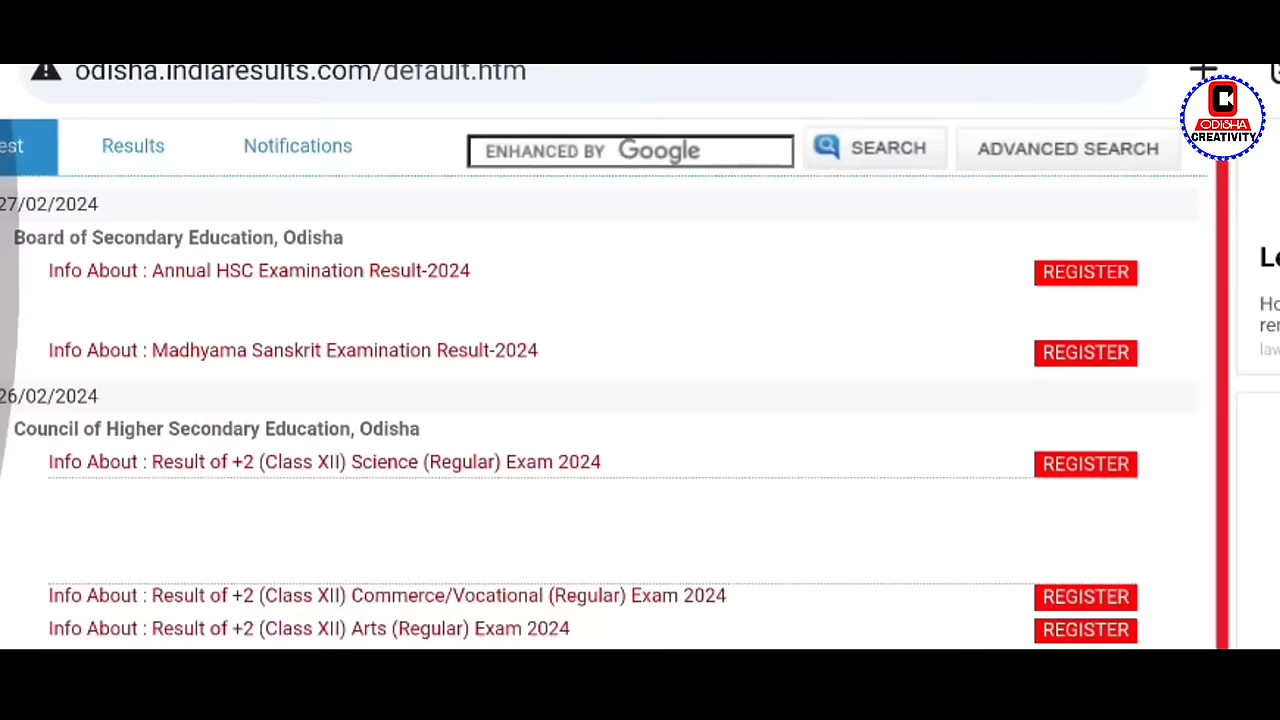 odisha.indiaresults.com/default.htm
est Results Notifications ENHANCED BY Google SEARCH ADVANCED SEARCH
ODISHA
CREATIVITY
27/02/2024
Board of Secondary Education, Odisha
Info About : Annual HSC Examination Result-2024 REGISTER
Info About : Madhyama Sanskrit Examination Result-2024 REGISTER
26/02/2024
Council of Higher Secondary Education, Odisha
Info About : Result of +2 (Class XII) Science (Regular) Exam 2024 REGISTER
Info About : Result of +2 (Class XII) Commerce/Vocational (Regular) Exam 2024 REGISTER
Info About : Result of +2 (Class XII) Arts (Regular) Exam 2024 REGISTER